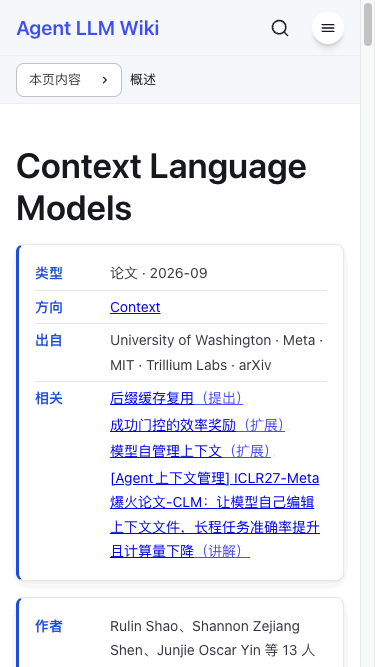 Agent LLM Wiki
本页内容
概述
Context Language
Models
类型 论文 · 2026-09
方向 Context
出自 University of Washington · Meta ·
MIT · Trillium Labs · arXiv
相关 后缀缓存复用（提出）
成功门控的效率奖励（扩展）
模型自管理上下文（扩展）
[Agent上下文管理] ICLR27-Meta
爆火论文-CLM：让模型自己编辑
上下文文件，长程任务准确率提升
且计算量下降（讲解）
作者 Rulin Shao、Shannon Zejiang
Shen、Junjie Oscar Yin 等 13 人